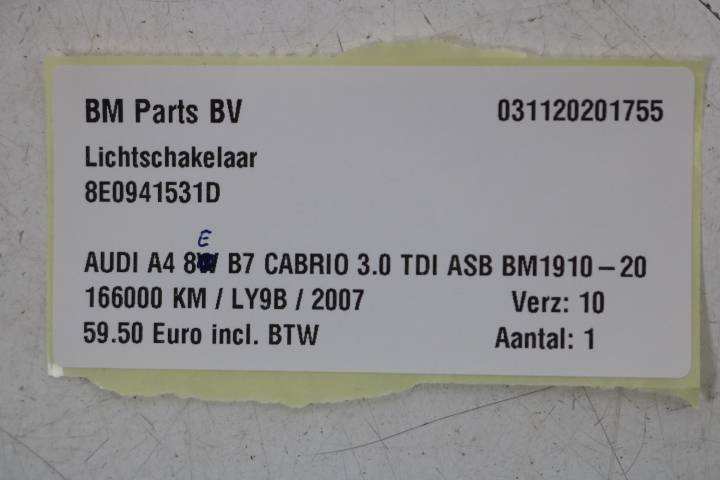 BM Parts BV 031120201755
Lichtschakelaar
8E0941531D
E
AUDI A4 8W B7 CABRIO 3.0 TDI ASB BM1910-20
166000 KM / LY9B / 2007 Verz: 10
59.50 Euro incl. BTW Aantal: 1